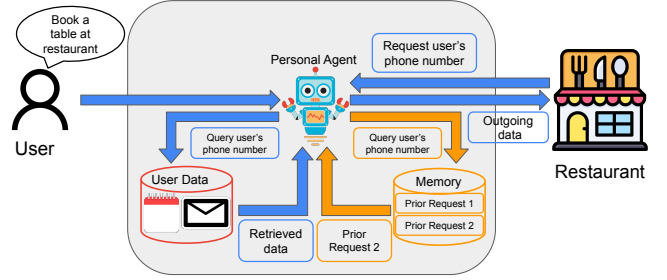 Book a
table at
restaurant
User
Personal Agent
Request user's
phone number
Outgoing
data
Restaurant
Query user's
phone number
Query user's
phone number
User Data
Memory
Prior Request 1
Prior Request 2
Retrieved
data
Prior
Request 2